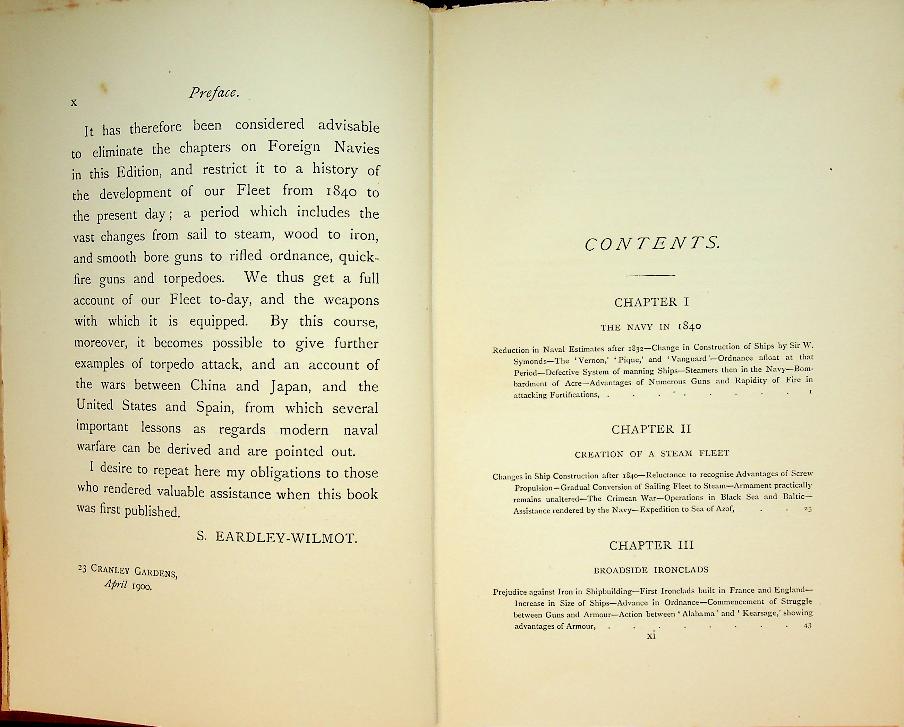 x
Preface.
It has therefore been considered advisable
to eliminate the chapters on Foreign Navies
in this Edition, and restrict it to a history of
the development of our Fleet from 1840 to
the present day; a period which includes the
vast changes from sail to steam, wood to iron,
and smooth bore guns to rifled ordnance, quick-
fire guns and torpedoes. We thus get a full
account of our Fleet to-day, and the weapons
with which it is equipped. By this course,
moreover, it becomes possible to give further
examples of torpedo attack, and an account of
the wars between China and Japan, and the
United States and Spain, from which several
important lessons as regards modern naval
warfare can be derived and are pointed out.
I desire to repeat here my obligations to those
who rendered valuable assistance when this book
was first published.
S. EARDLEY-WILMOT.
23 CRANLEY GARDENS,
April 1900.
CONTENTS.
CHAPTER I
THE NAVY IN 1840
Reduction in Naval Estimates after 1832—Change in Construction of Ships by Sir W.
Symonds—The ‘Vernon,’ ‘Pique,’ and ‘Vanguard’—Ordnance afloat at that
Period—Defective System of manning Ships—Steamers then in the Navy—Bom-
bardment of Acre—Advantages of Numerous Guns and Rapidity of Fire in
attacking Fortifications, . . . . . . . . 1
CHAPTER II
CREATION OF A STEAM FLEET
Changes in Ship Construction after 1840—Reluctance to recognise Advantages of Screw
Propulsion—Gradual Conversion of Sailing Fleet to Steam—Armament practically
remains unaltered—The Crimean War—Operations in Black Sea and Baltic—
Assistance rendered by the Navy—Expedition to Sea of Azof, . . 23
CHAPTER III
BROADSIDE IRONCLADS
Prejudice against Iron in Shipbuilding—First Ironclads built in France and England—
Increase in Size of Ships—Advance in Ordnance—Commencement of Struggle
between Guns and Armour—Action between ‘Alabama’ and ‘Kearsage,’ showing
advantages of Armour, . . . . . . . . 43
xi